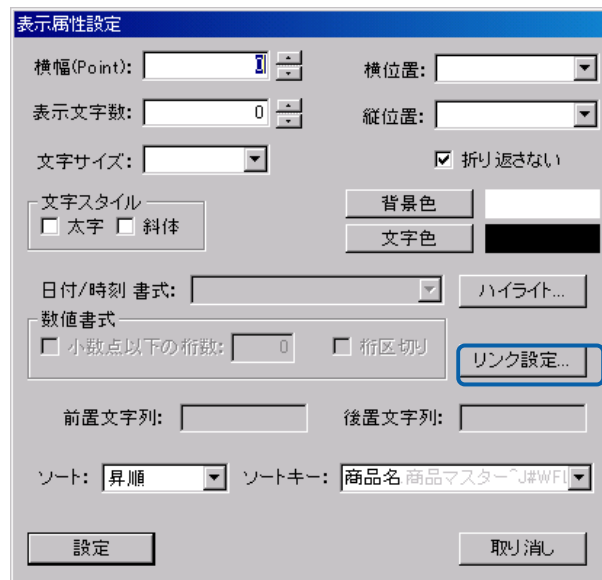 表示属性設定
横幅(Point): 0 横位置:
表示文字数: 0 縦位置:
文字サイズ: 折り返さない
文字スタイル 背景色
太字 斜体
文字色
日付/時刻 書式: ハイライト...
数値書式
小数点以下の桁数: 0 桁区切り リンク設定...
前置文字列: 後置文字列:
ソート: 昇順 ソートキー: 商品名.商品マスター^J#WFL
設定 取り消し